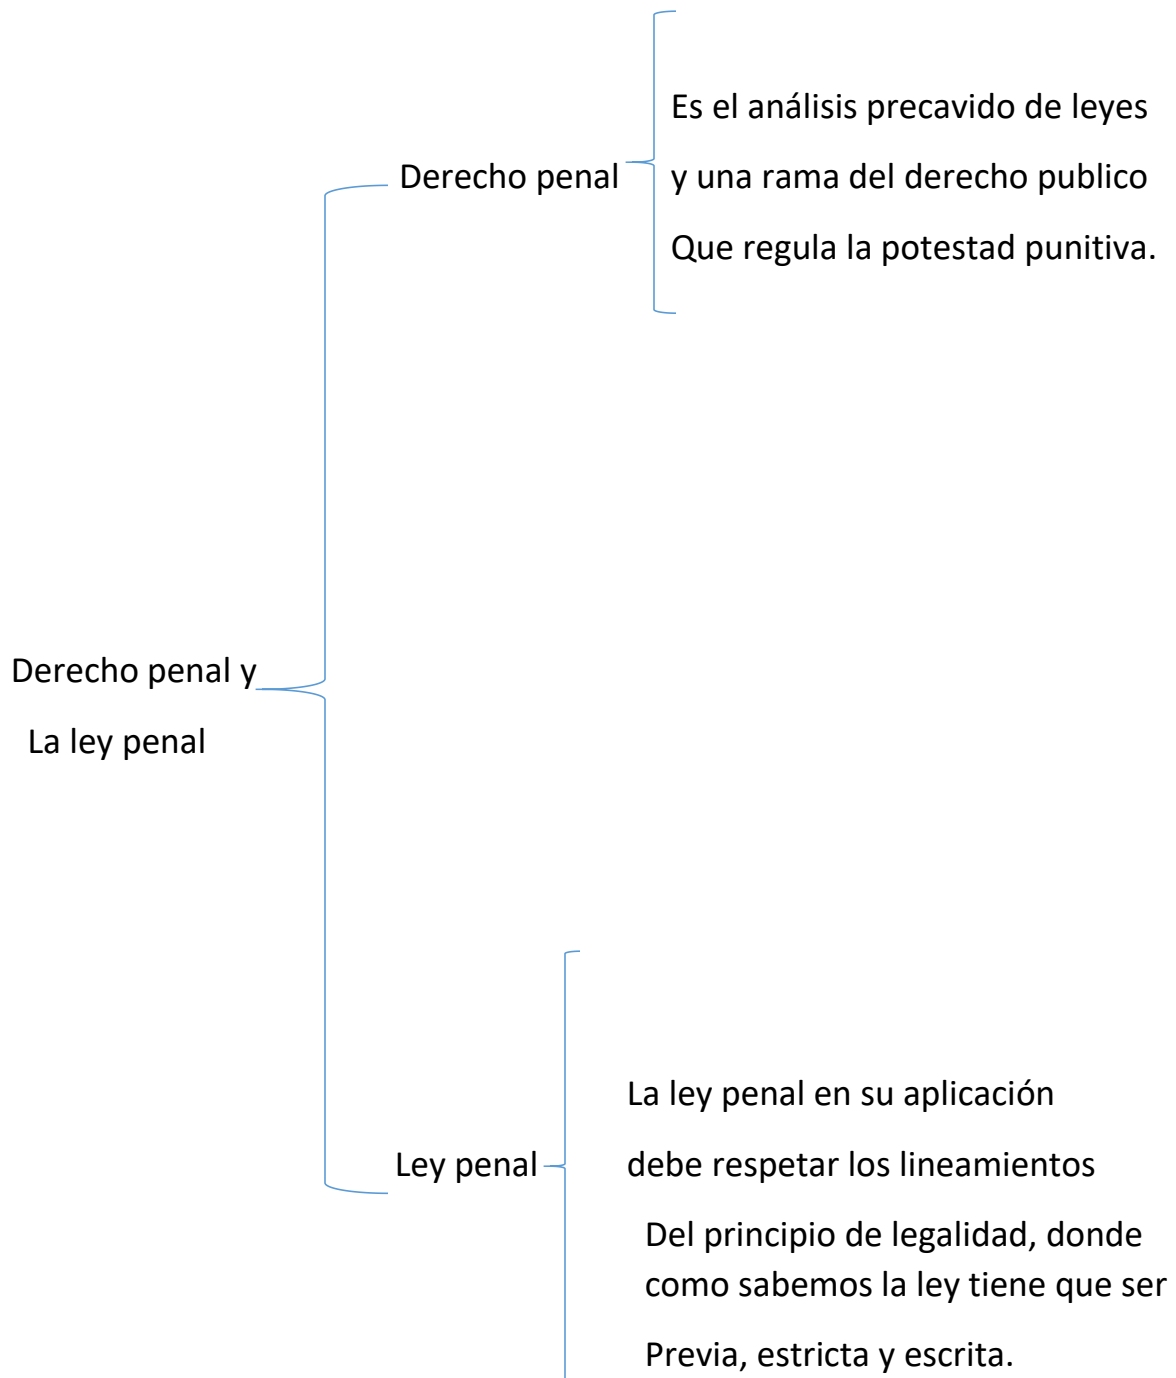 Derecho penal y
La ley penal
Derecho penal
Es el análisis precavido de leyes
y una rama del derecho publico
Que regula la potestad punitiva.
Ley penal
La ley penal en su aplicación
debe respetar los lineamientos
Del principio de legalidad, donde
como sabemos la ley tiene que ser
Previa, estricta y escrita.